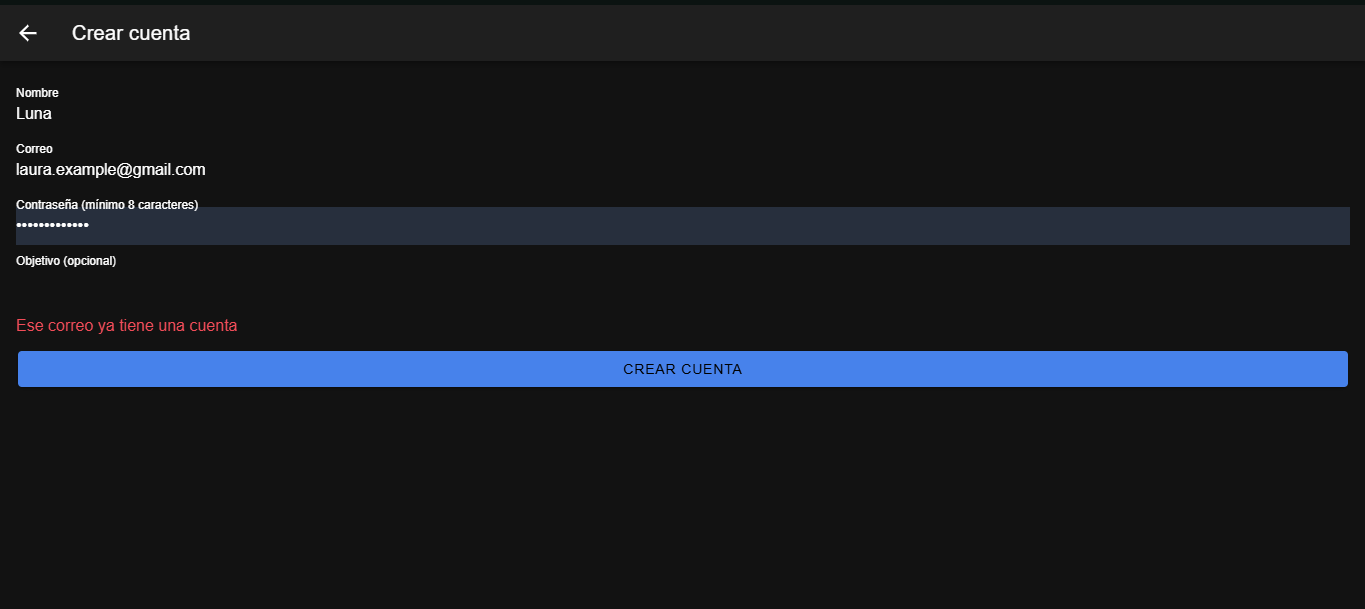 Crear cuenta
Nombre
Luna
Correo
laura.example@gmail.com
Contraseña (mínimo 8 caracteres)
•••••••••••••
Objetivo (opcional)
Ese correo ya tiene una cuenta
CREAR CUENTA